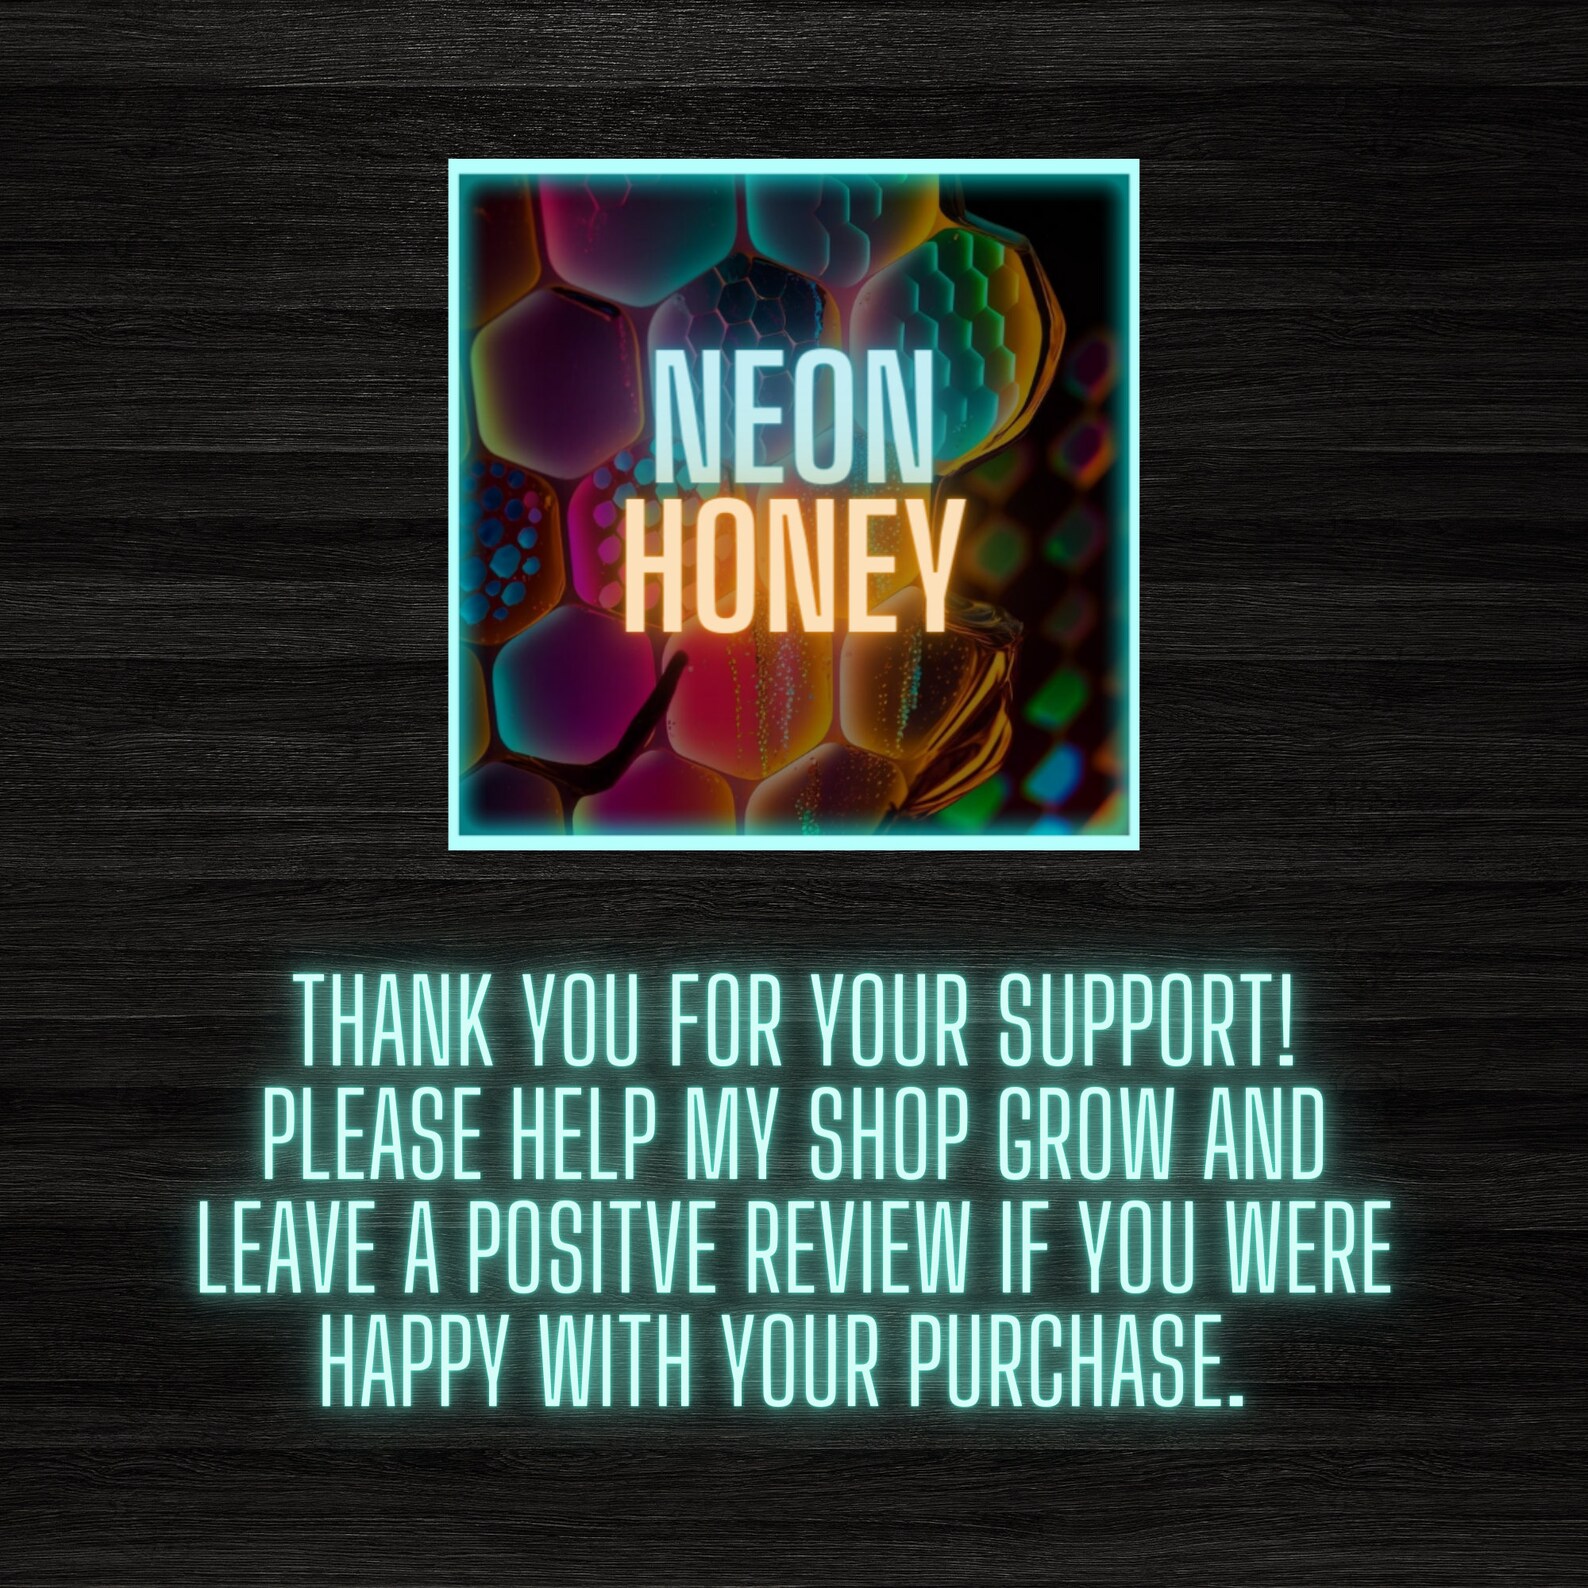 NEON
HONEY
THANK YOU FOR YOUR SUPPORT!
PLEASE HELP MY SHOP GROW AND
LEAVE A POSITVE REVIEW IF YOU WERE
HAPPY WITH YOUR PURCHASE.